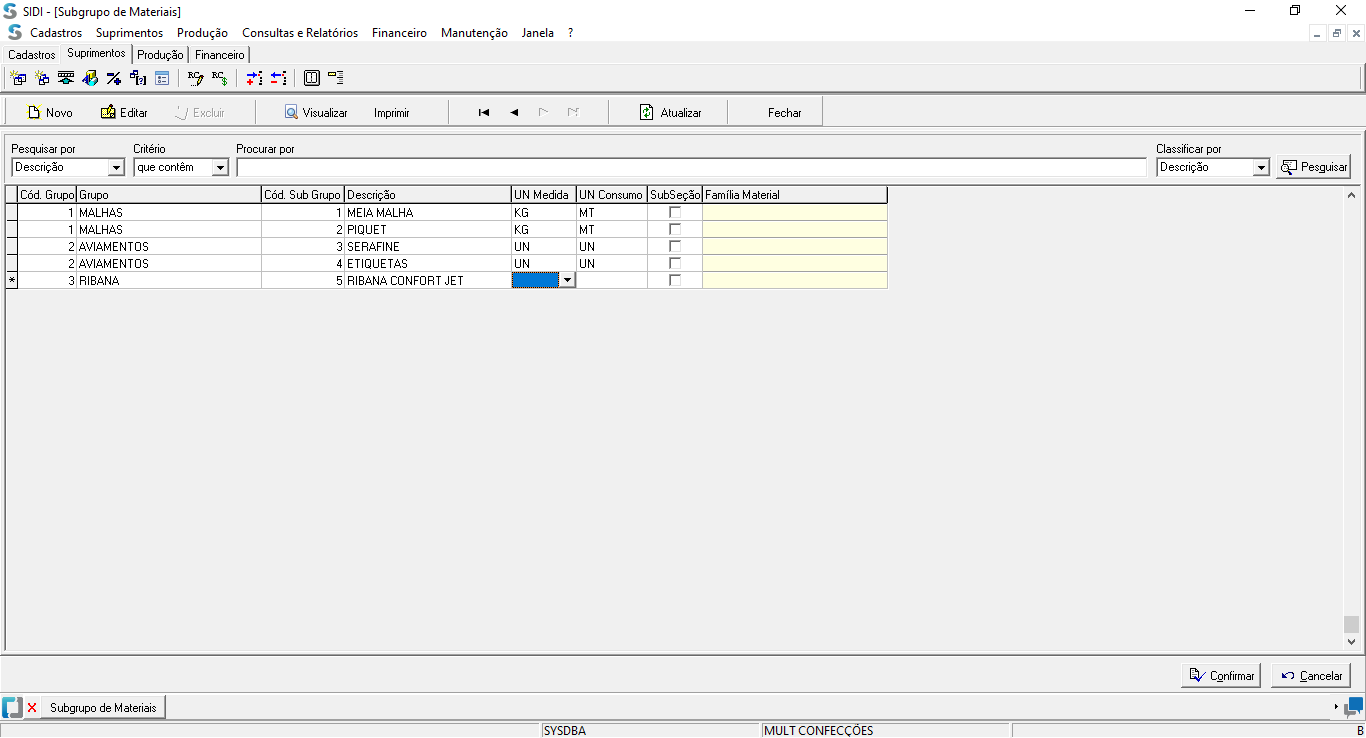 SIDI - [Subgrupo de Materiais]
Cadastros Suprimentos Produção Consultas e Relatórios Financeiro Manutenção Janela ?
Cadastros Suprimentos Produção Financeiro
Novo Editar Excluir Visualizar Imprimir Atualizar Fechar
Pesquisar por Critério Procurar por Classificar por
Descrição que contêm Descrição Pesquisar
Cód. Grupo Grupo Cód. Sub Grupo Descrição UN Medida UN Consumo SubSeção Família Material
1 MALHAS 1 MEIA MALHA KG MT
1 MALHAS 2 PIQUET KG MT
2 AVIAMENTOS 3 SERAFINE UN UN
2 AVIAMENTOS 4 ETIQUETAS UN UN
* 3 RIBANA 5 RIBANA CONFORT JET
Confirmar Cancelar
Subgrupo de Materiais
SYSDBA MULT CONFECÇÕES B